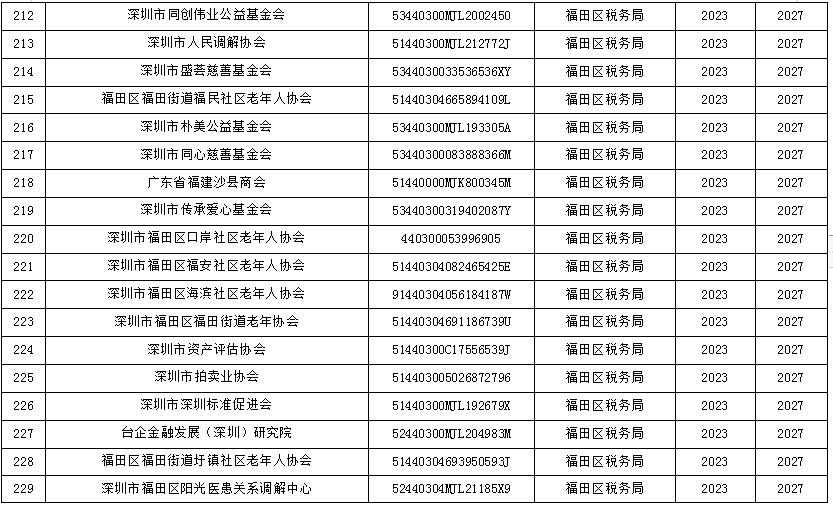 212 深圳市同创伟业公益基金会 53440300MJL2002450 福田区税务局 2023 2027
213 深圳市人民调解协会 51440300MJL212772J 福田区税务局 2023 2027
214 深圳市盛荟慈善基金会 5344030033536536XY 福田区税务局 2023 2027
215 福田区福田街道福民社区老年人协会 51440304665894109L 福田区税务局 2023 2027
216 深圳市朴美公益基金会 53440300MJL193305A 福田区税务局 2023 2027
217 深圳市同心慈善基金会 53440300083888366M 福田区税务局 2023 2027
218 广东省福建沙县商会 51440000MJK800345M 福田区税务局 2023 2027
219 深圳市传承爱心基金会 53440300319402087Y 福田区税务局 2023 2027
220 深圳市福田区口岸社区老年人协会 440300053996905 福田区税务局 2023 2027
221 深圳市福田区福安社区老年人协会 51440304082465425E 福田区税务局 2023 2027
222 深圳市福田区海滨社区老年人协会 91440304056184187W 福田区税务局 2023 2027
223 深圳市福田区福田街道老年协会 51440304691186739U 福田区税务局 2023 2027
224 深圳市资产评估协会 51440300C17556539J 福田区税务局 2023 2027
225 深圳市拍卖业协会 514403005026872796 福田区税务局 2023 2027
226 深圳市深圳标准促进会 51440300MJL192679X 福田区税务局 2023 2027
227 台企金融发展（深圳）研究院 52440300MJL204983M 福田区税务局 2023 2027
228 福田区福田街道圩镇社区老年人协会 51440304693950593J 福田区税务局 2023 2027
229 深圳市福田区阳光医患关系调解中心 52440304MJL21185X9 福田区税务局 2023 2027